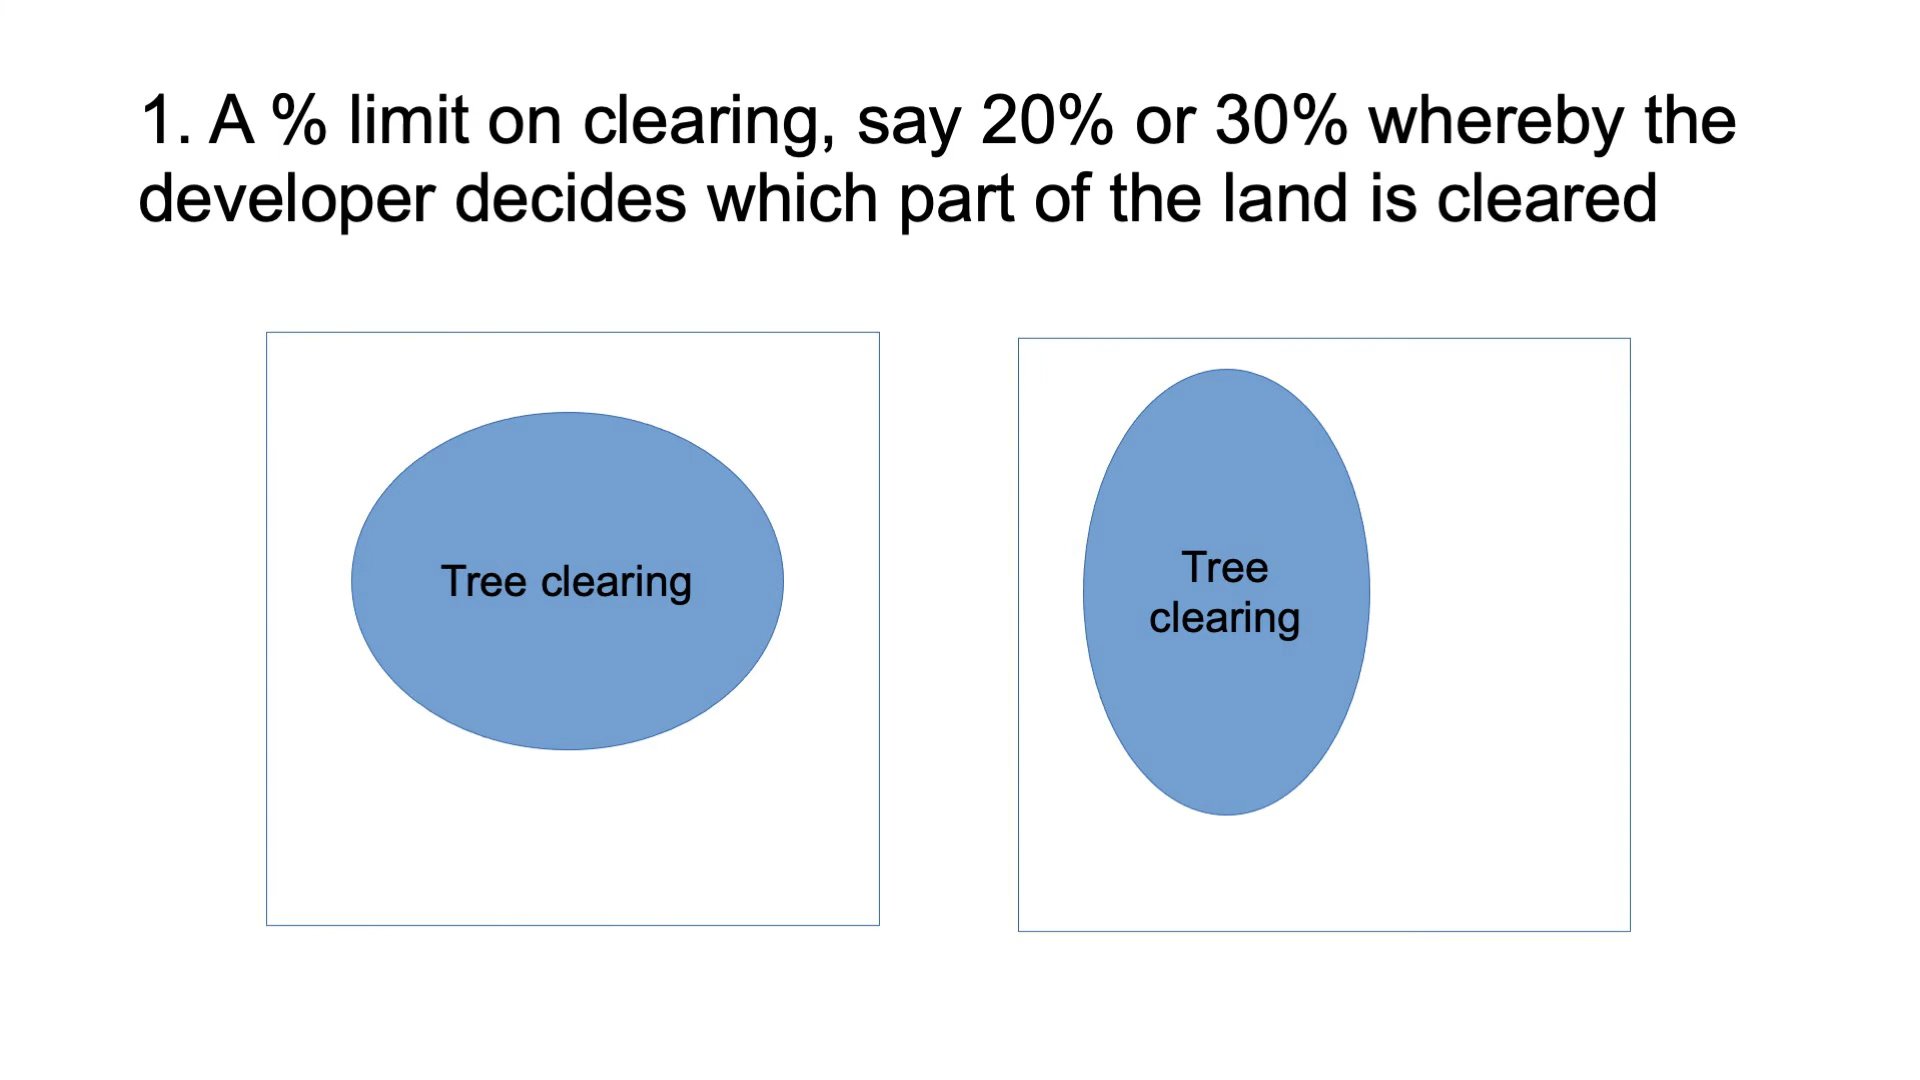 1. A % limit on clearing, say 20% or 30% whereby the
developer decides which part of the land is cleared
Tree clearing
Tree
clearing